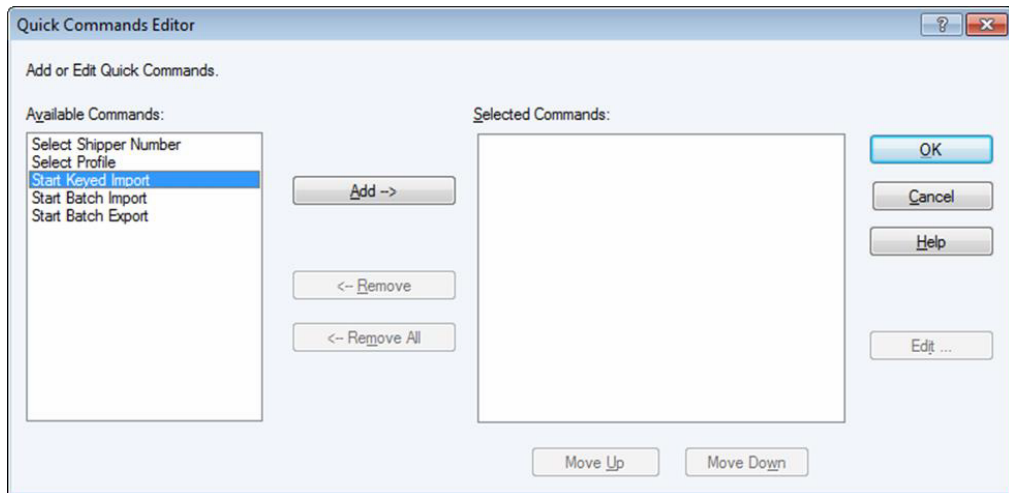 Quick Commands Editor
?
Add or Edit Quick Commands.
Available Commands:
Selected Commands:
Select Shipper Number
Select Profile
Start Keyed Import
Start Batch Import
Start Batch Export
Add -->
<-- Remove
<-- Remove All
OK
Cancel
Help
Edit ...
Move Up
Move Down